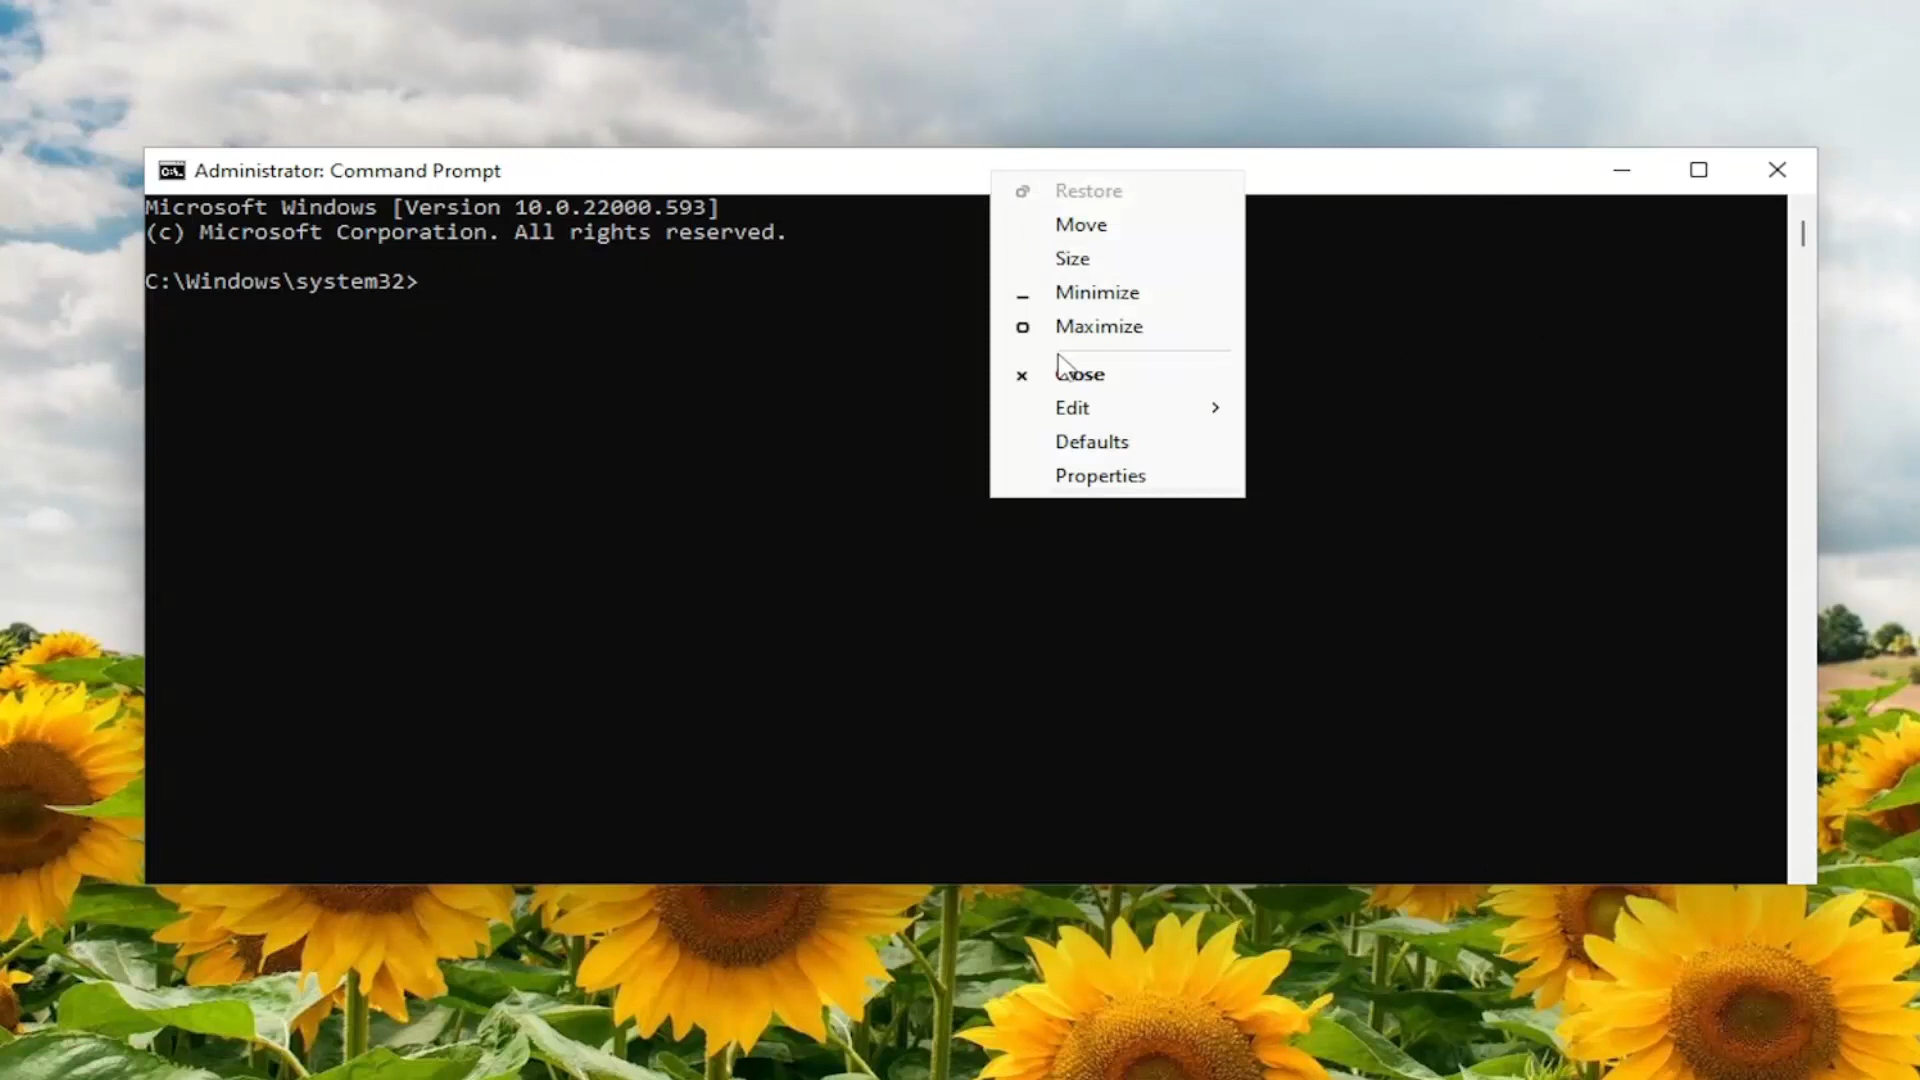 Administrator: Command Prompt
Microsoft Windows [Version 10.0.22000.593]
(c) Microsoft Corporation. All rights reserved.
C:\Windows\system32>
Restore
Move
Size
Minimize
Maximize
Close
Edit
Defaults
Properties